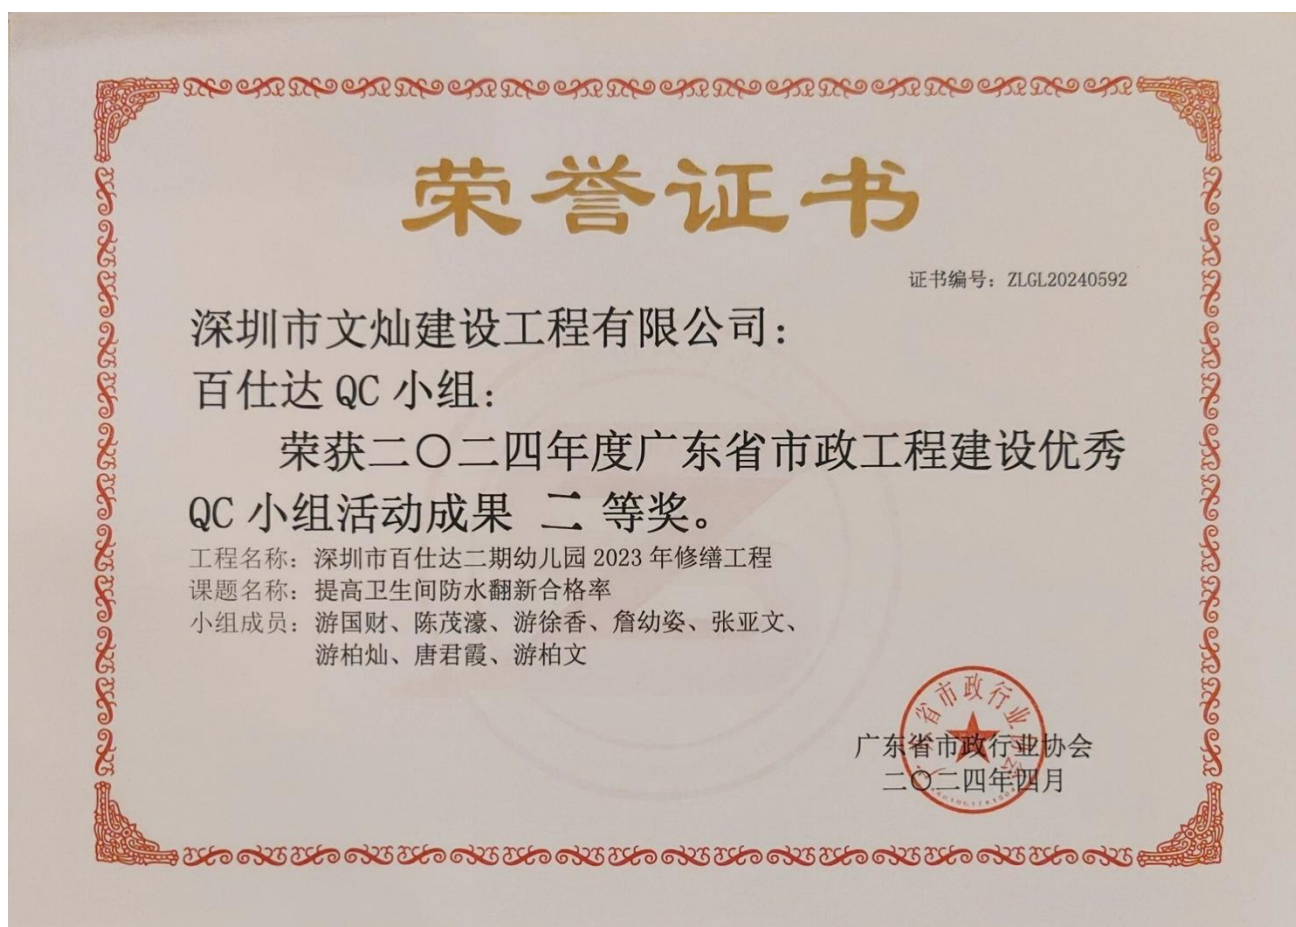 荣誉证书
证书编号：ZLGL20240592
深圳市文灿建设工程有限公司：
百仕达 QC 小组：
荣获二〇二四年度广东省市政工程建设优秀
QC 小组活动成果 二 等奖。
工程名称：深圳市百仕达二期幼儿园 2023 年修缮工程
课题名称：提高卫生间防水翻新合格率
小组成员：游国财、陈茂濠、游徐香、詹幼姿、张亚文、
游柏灿、唐君霞、游柏文
广东省市政行业协会
二〇二四年四月
广东省市政行业协会